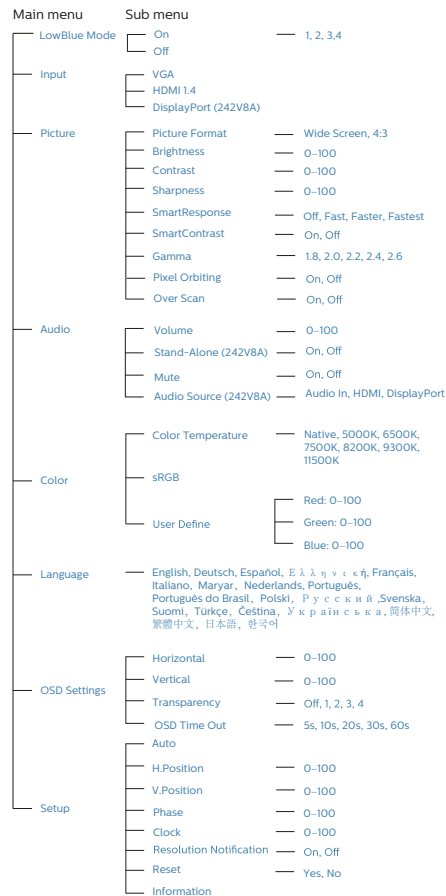 Main menu Sub menu
LowBlue Mode On 1, 2, 3,4
Off
Input VGA
HDMI 1.4
DisplayPort (242V8A)
Picture Picture Format Wide Screen, 4:3
Brightness 0-100
Contrast 0-100
Sharpness 0-100
SmartResponse Off, Fast, Faster, Fastest
SmartContrast On, Off
Gamma 1.8, 2.0, 2.2, 2.4, 2.6
Pixel Orbiting On, Off
Over Scan On, Off
Audio Volume 0-100
Stand-Alone (242V8A) On, Off
Mute On, Off
Audio Source (242V8A) Audio In, HDMI, DisplayPort
Color Temperature Native, 5000K, 6500K,
7500K, 8200K, 9300K,
11500K
Color sRGB
Red: 0-100
User Define Green: 0-100
Blue: 0-100
Language English, Deutsch, Español, Ελληνική, Français,
Italiano, Maryar, Nederlands, Português,
Português do Brasil, Polski, Русский ,Svenska,
Suomi, Türkçe, Čeština, Українська, 简体中文,
繁體中文, 日本語, 한국어
Horizontal 0-100
Vertical 0-100
OSD Settings Transparency Off, 1, 2, 3, 4
OSD Time Out 5s, 10s, 20s, 30s, 60s
Auto
H.Position 0-100
V.Position 0-100
Setup Phase 0-100
Clock 0-100
Resolution Notification On, Off
Reset Yes, No
Information